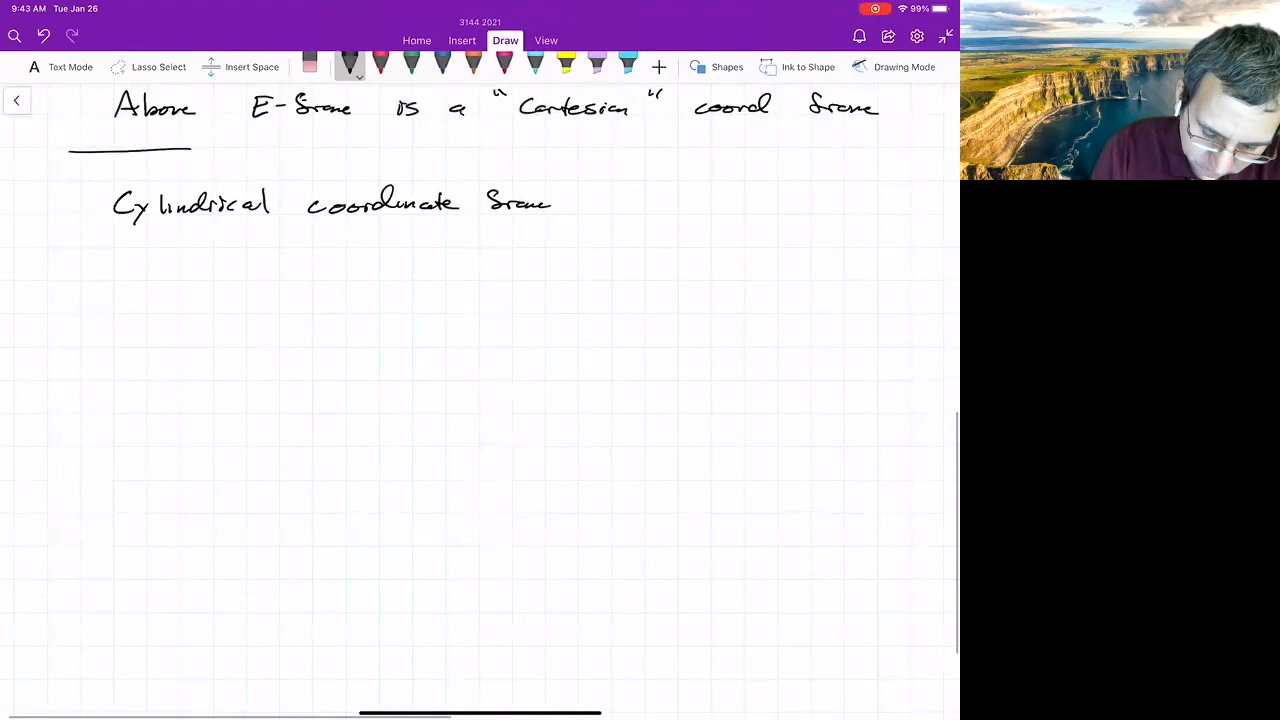 9:43 AM Tue Jan 26
99%
3144 2021
Home Insert Draw View
Text Mode Lasso Select Insert Space Shapes Ink to Shape Drawing Mode
Above E-frame is a "Cartesian" coord frame
Cylindrical coordinate frame